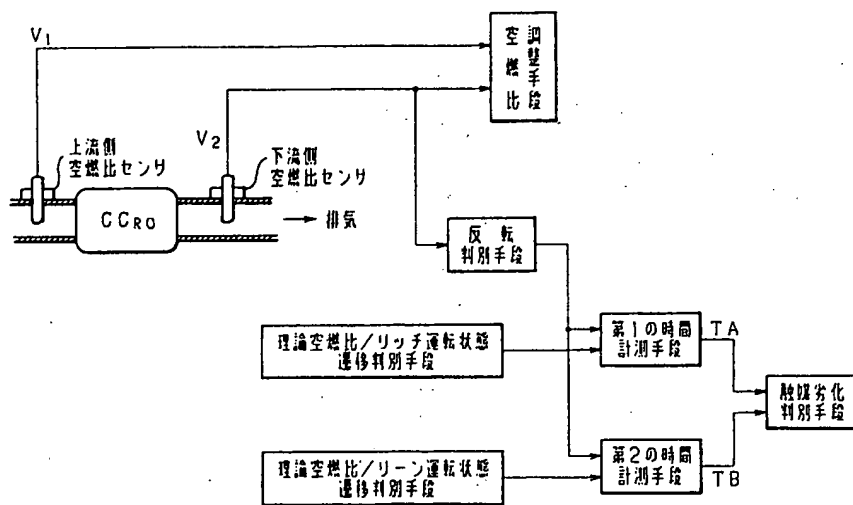 V1
空燃比
調整手段
V2
上流側
空燃比センサ
下流側
空燃比センサ
CCRO
排気
反転
判別手段
理論空燃比/リッチ運転状態
遷移判別手段
第1の時間
計測手段
TA
触媒劣化
判別手段
理論空燃比/リーン運転状態
遷移判別手段
第2の時間
計測手段
TB